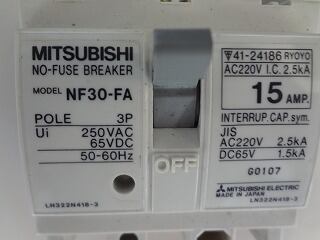 MITSUBISHI
NO-FUSE BREAKER
MODEL NF30-FA
POLE 3P
Ui 250VAC
65VDC
50-60Hz
LN322N418-3
OFF
41-24186 RYOYO
AC220V I.C. 2.5kA
15 AMP.
INTERRUP. CAP. sym.
JIS
AC220V 2.5kA
DC65V 1.5kA
G0107
MITSUBISHI ELECTRIC
MADE IN JAPAN
LN322N418-3